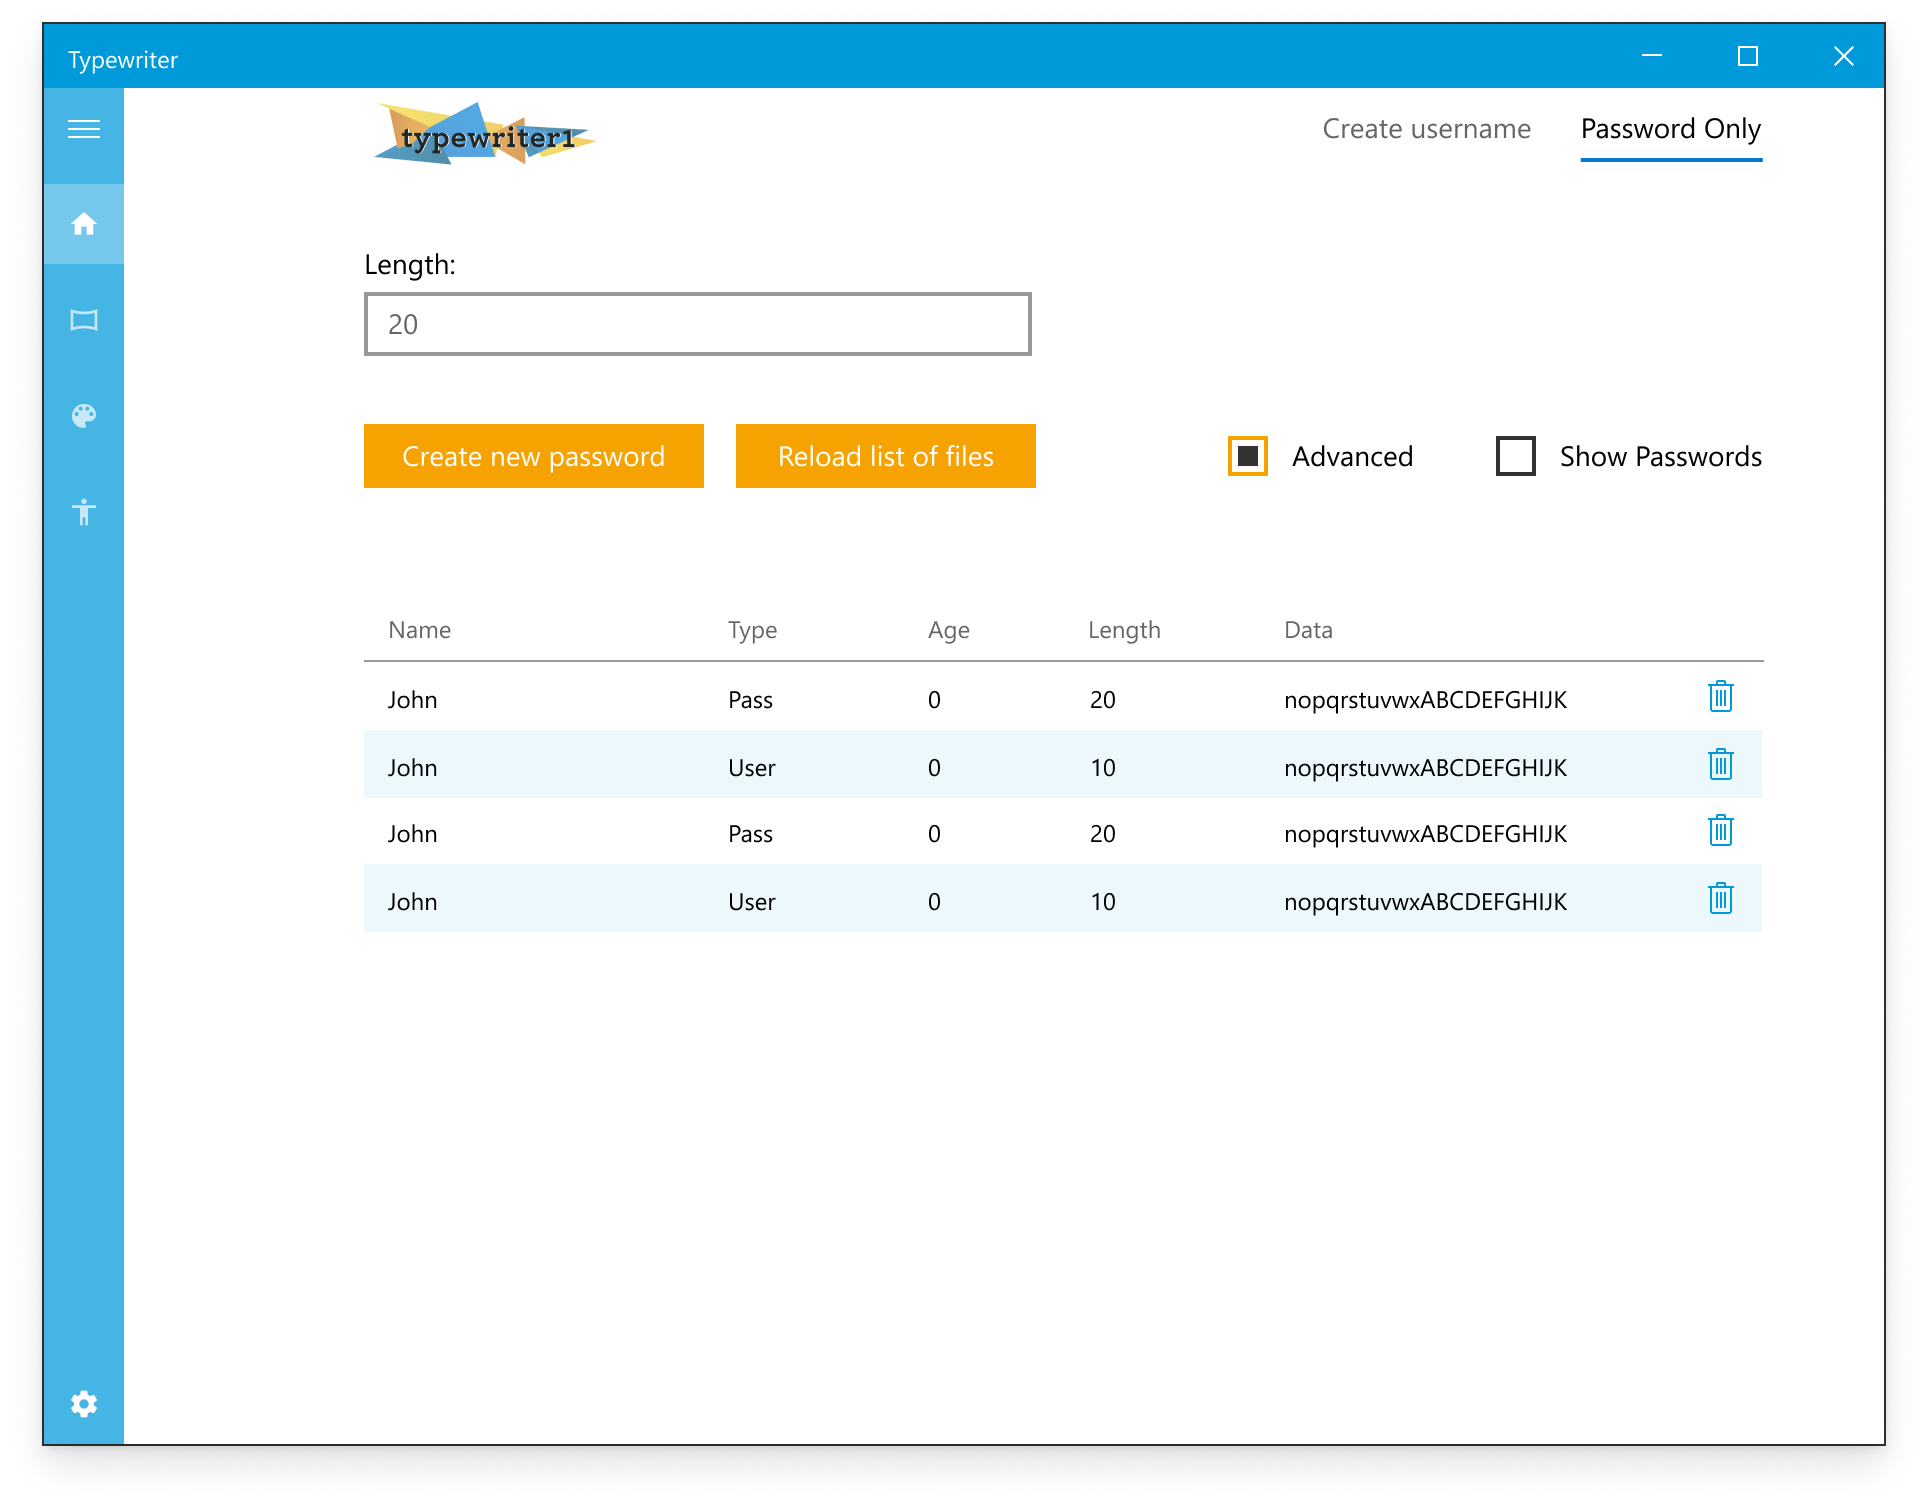 Typewriter
typewriter1
Create username
Password Only
Length:
20
Create new password
Reload list of files
Advanced
Show Passwords
Name Type Age Length Data
John Pass 0 20 nopqrstuvwxABCDEFGHIJK
John User 0 10 nopqrstuvwxABCDEFGHIJK
John Pass 0 20 nopqrstuvwxABCDEFGHIJK
John User 0 10 nopqrstuvwxABCDEFGHIJK